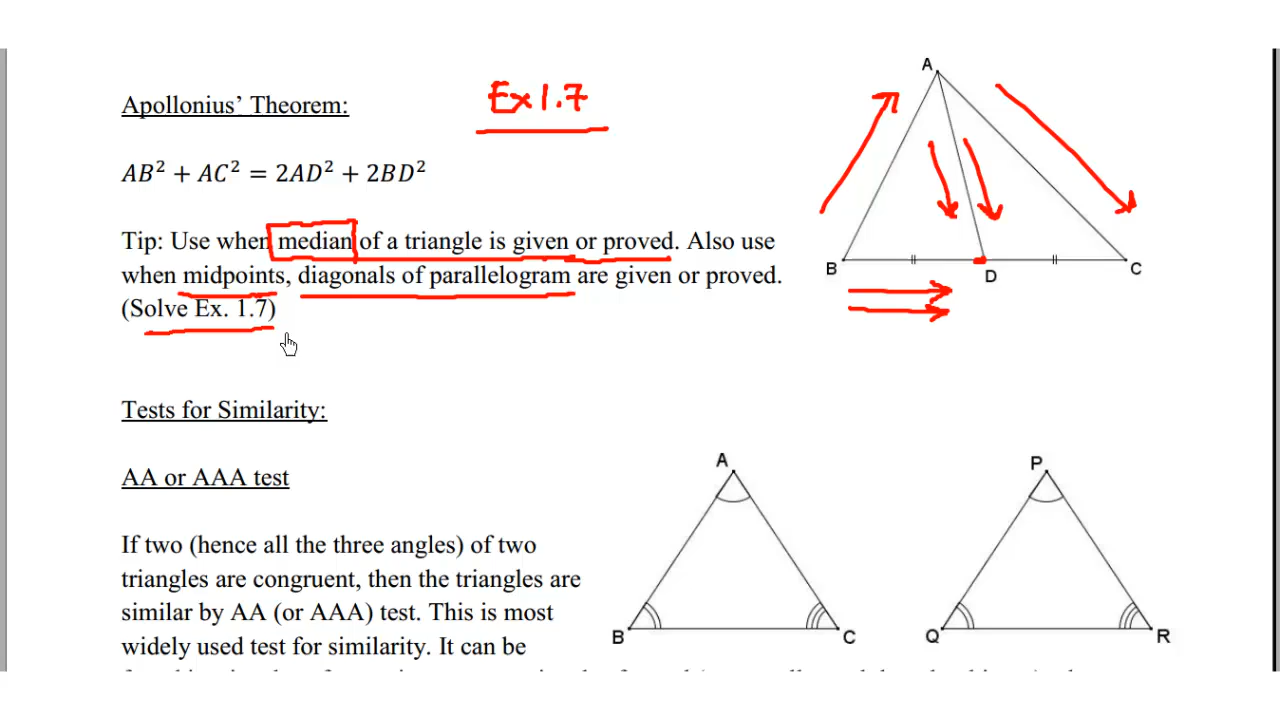 Apollonius' Theorem:
Ex 1.7
AB² + AC² = 2AD² + 2BD²
Tip: Use when median of a triangle is given or proved. Also use
when midpoints, diagonals of parallelogram are given or proved.
(Solve Ex. 1.7)
A
B
D
C
Tests for Similarity:
AA or AAA test
If two (hence all the three angles) of two
triangles are congruent, then the triangles are
similar by AA (or AAA) test. This is most
widely used test for similarity. It can be
A
B
C
P
Q
R